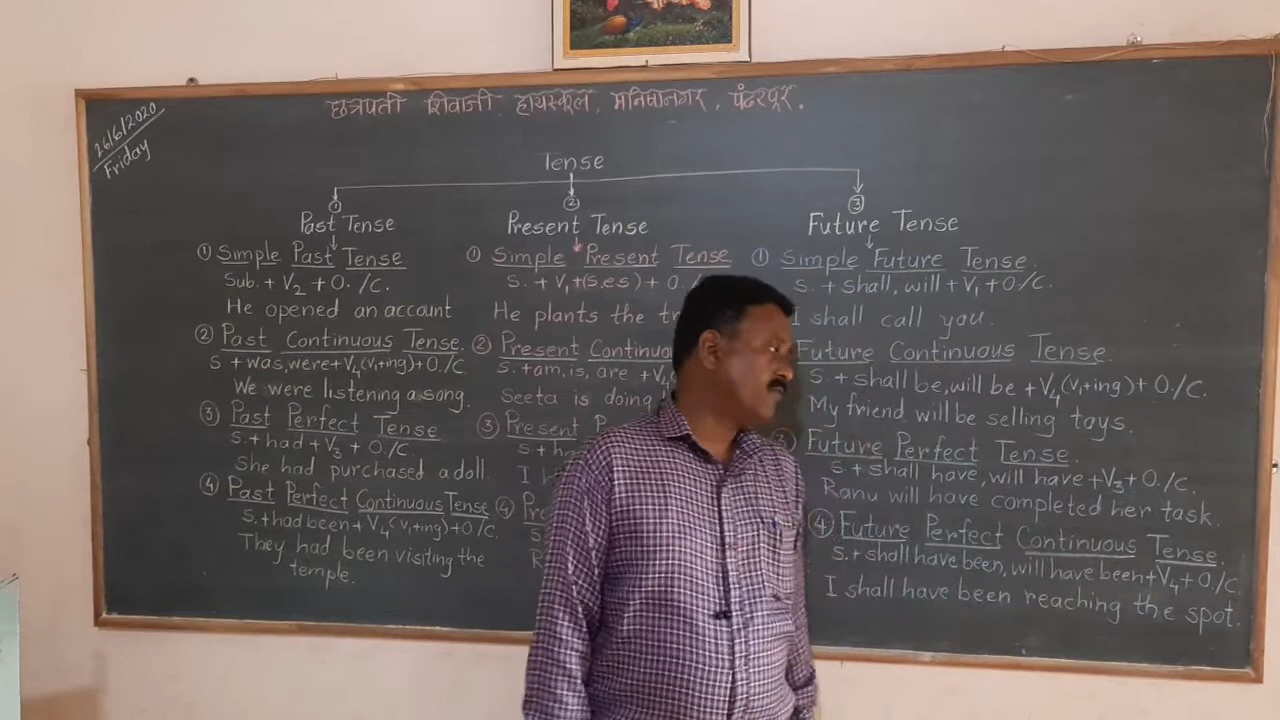 26/6/2020
Friday
छत्रपती शिवाजी हायस्कूल, मनिषानगर, पंढरपूर.
Tense
① ② ③
Past Tense
① Simple Past Tense
Sub. + V₂ + O. /C.
He opened an account
② Past Continuous Tense.
S + was, were + V₄ (V₁+ing) + O./C.
We were listening a song.
③ Past Perfect Tense
S. + had + V₃ + O./C.
She had purchased a doll.
④ Past Perfect Continuous Tense
S. + had been + V₄ (V₁+ing) + O./C.
They had been visiting the
temple.
Present Tense
① Simple Present Tense
S. + V₁ + (s.es) + O
He plants the
② Present
S. + am, is, are +
Seeta is doing
③ Present
S +
I
④
S
Future Tense
① Simple Future Tense.
S. + shall, will + V₁ + O/C.
I shall call you.
Future Continuous Tense.
S. + shall be, will be + V₄ (V₁+ing) + O./C.
My friend will be selling tays.
Future Perfect Tense.
S + shall have, will have + V₃ + O./C.
Ranu will have completed her task.
④ Future Perfect Continuous Tense.
S. + shall have been, will have been + V₄ + O/C.
I shall have been reaching the spot.